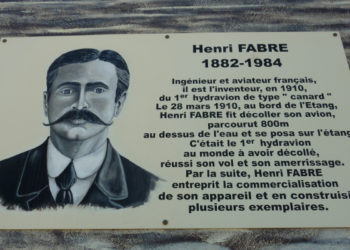 Henri FABRE
1882-1984
Ingénieur et aviateur français,
il est l'inventeur, en 1910,
du 1er hydravion de type " canard "
Le 28 mars 1910, au bord de l'Etang,
Henri FABRE fit décoller son avion,
parcourut 800m
au dessus de l'eau et se posa sur l'étang
C'était le 1er hydravion
au monde à avoir décollé,
réussi son vol et son amerrissage.
Par la suite, Henri FABRE
entreprit la commercialisation
de son appareil et en construisi
plusieurs exemplaires.